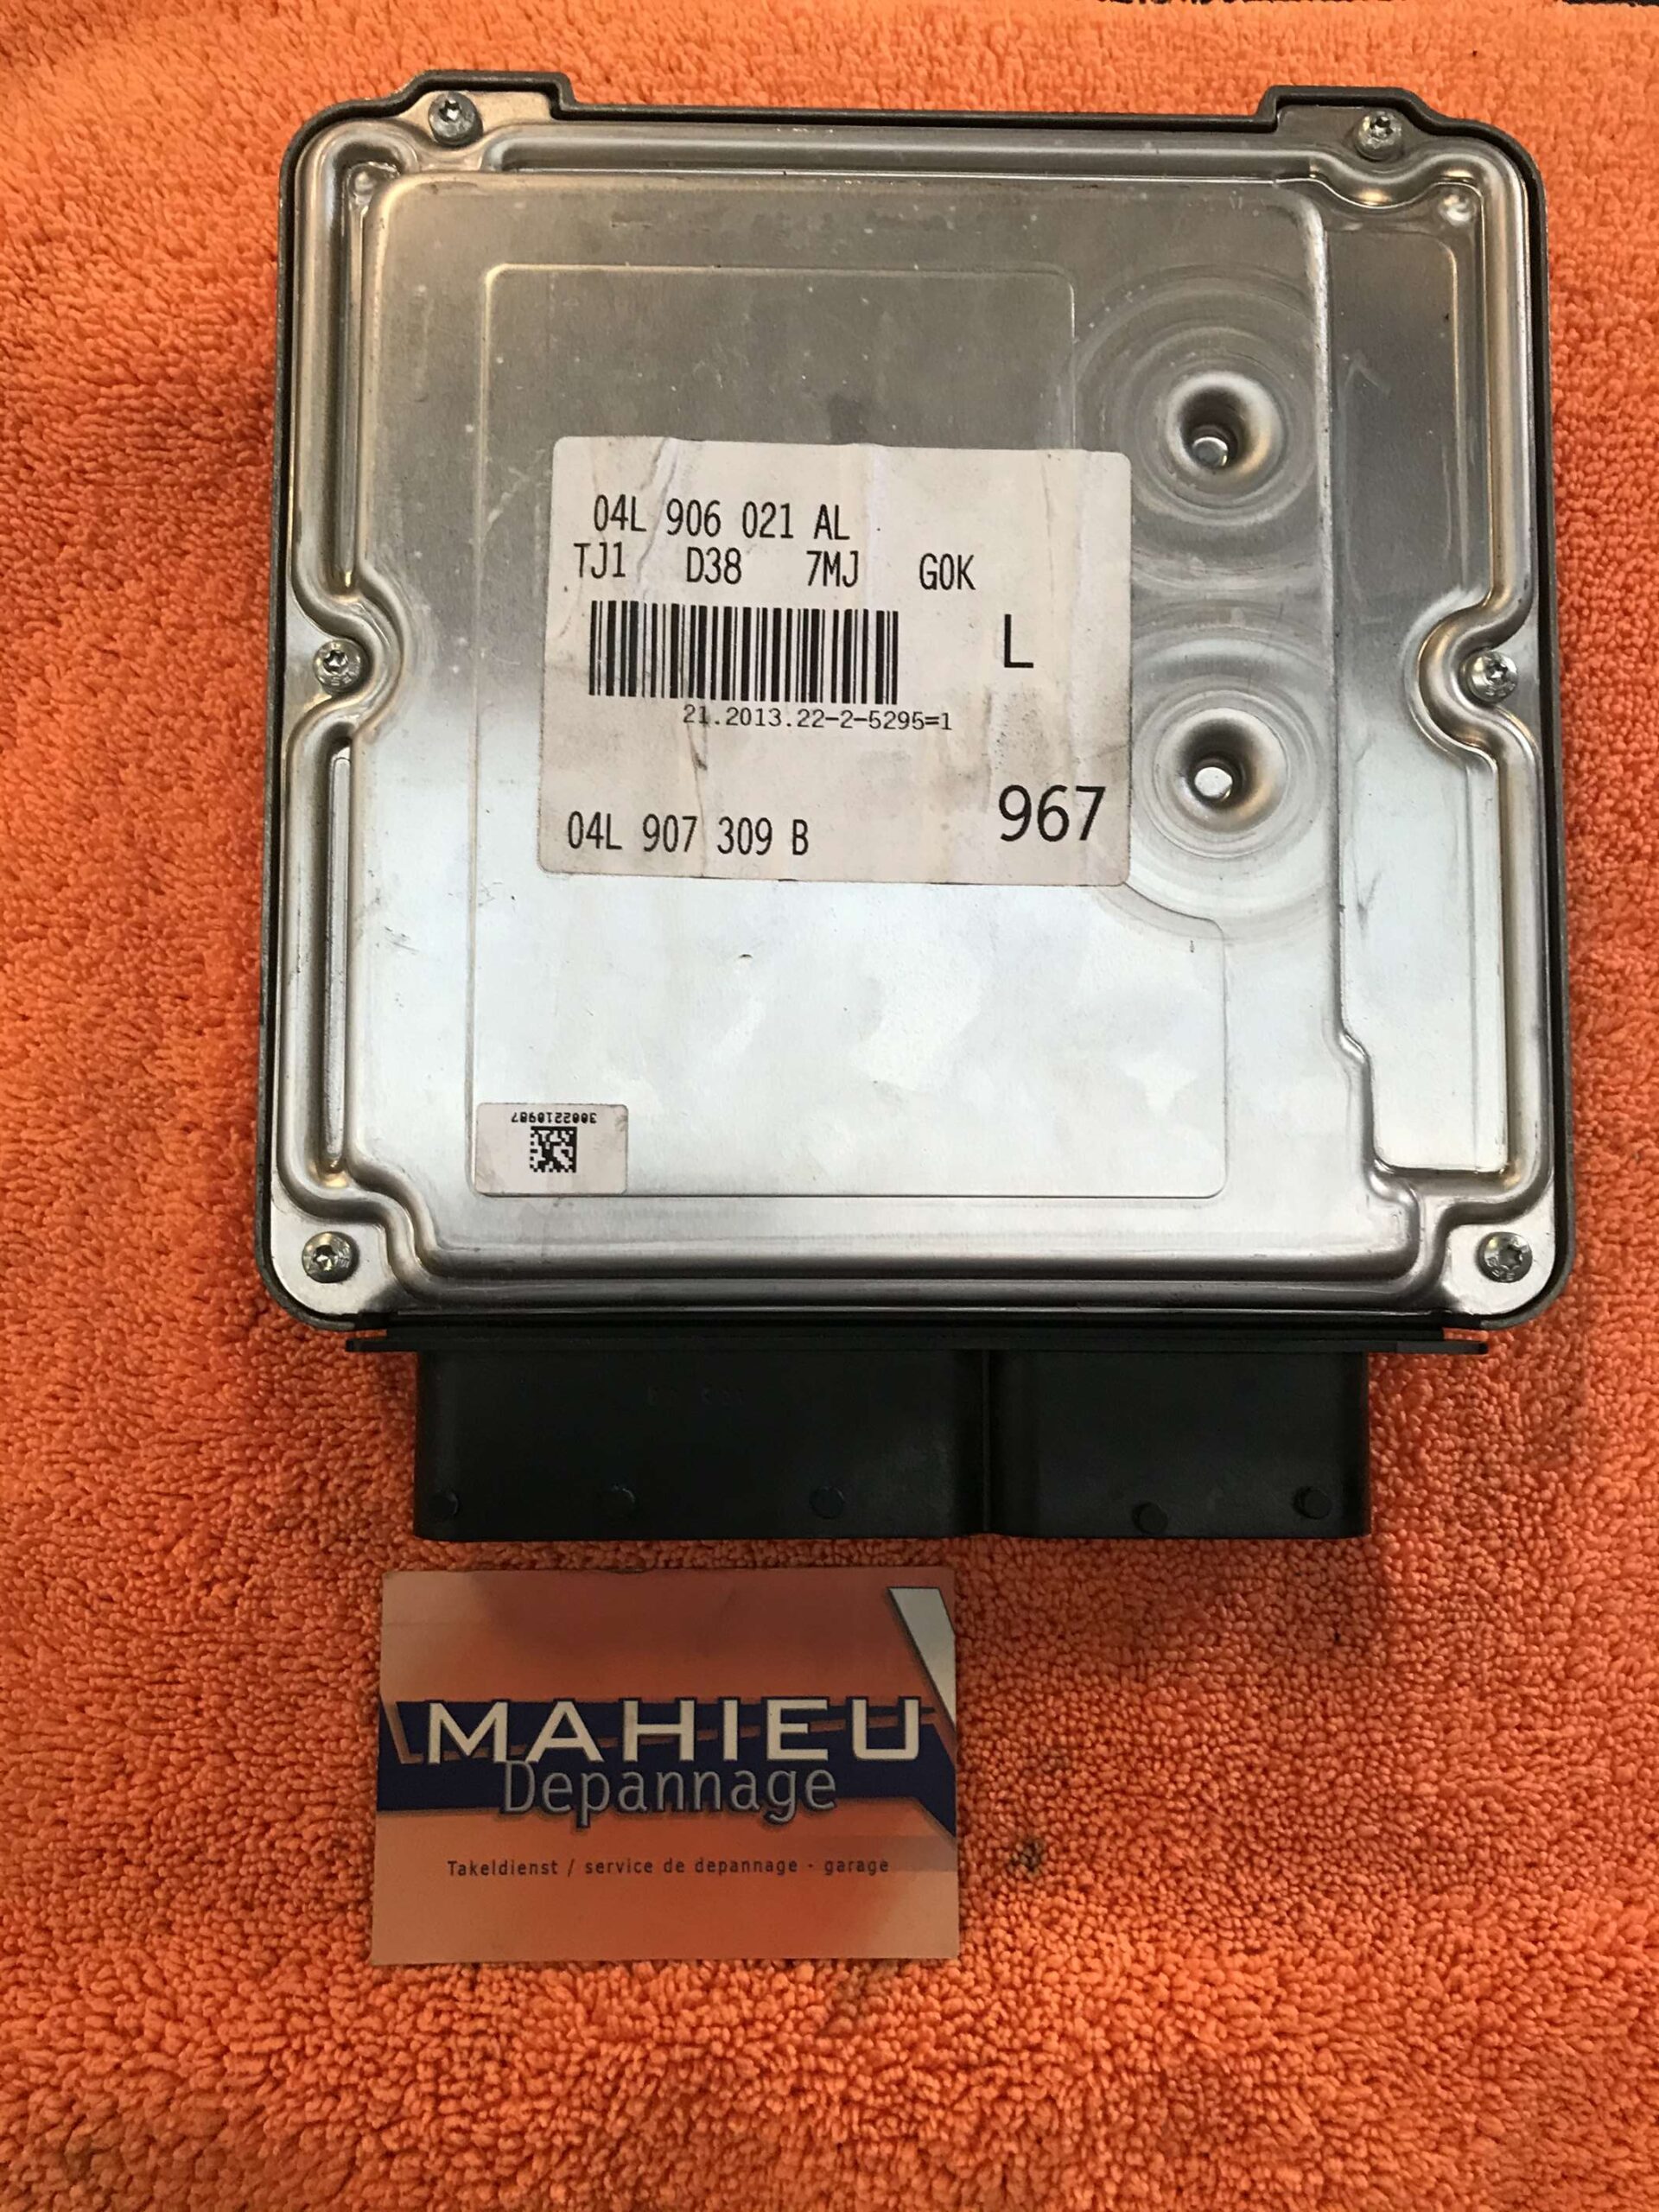 04L 906 021 AL
TJ1 D38 7MJ G0K
L
21.2013.22-2-5295=1
967
04L 907 309 B
3002210987
MAHIEU
Depannage
Takeldienst / service de depannage - garage